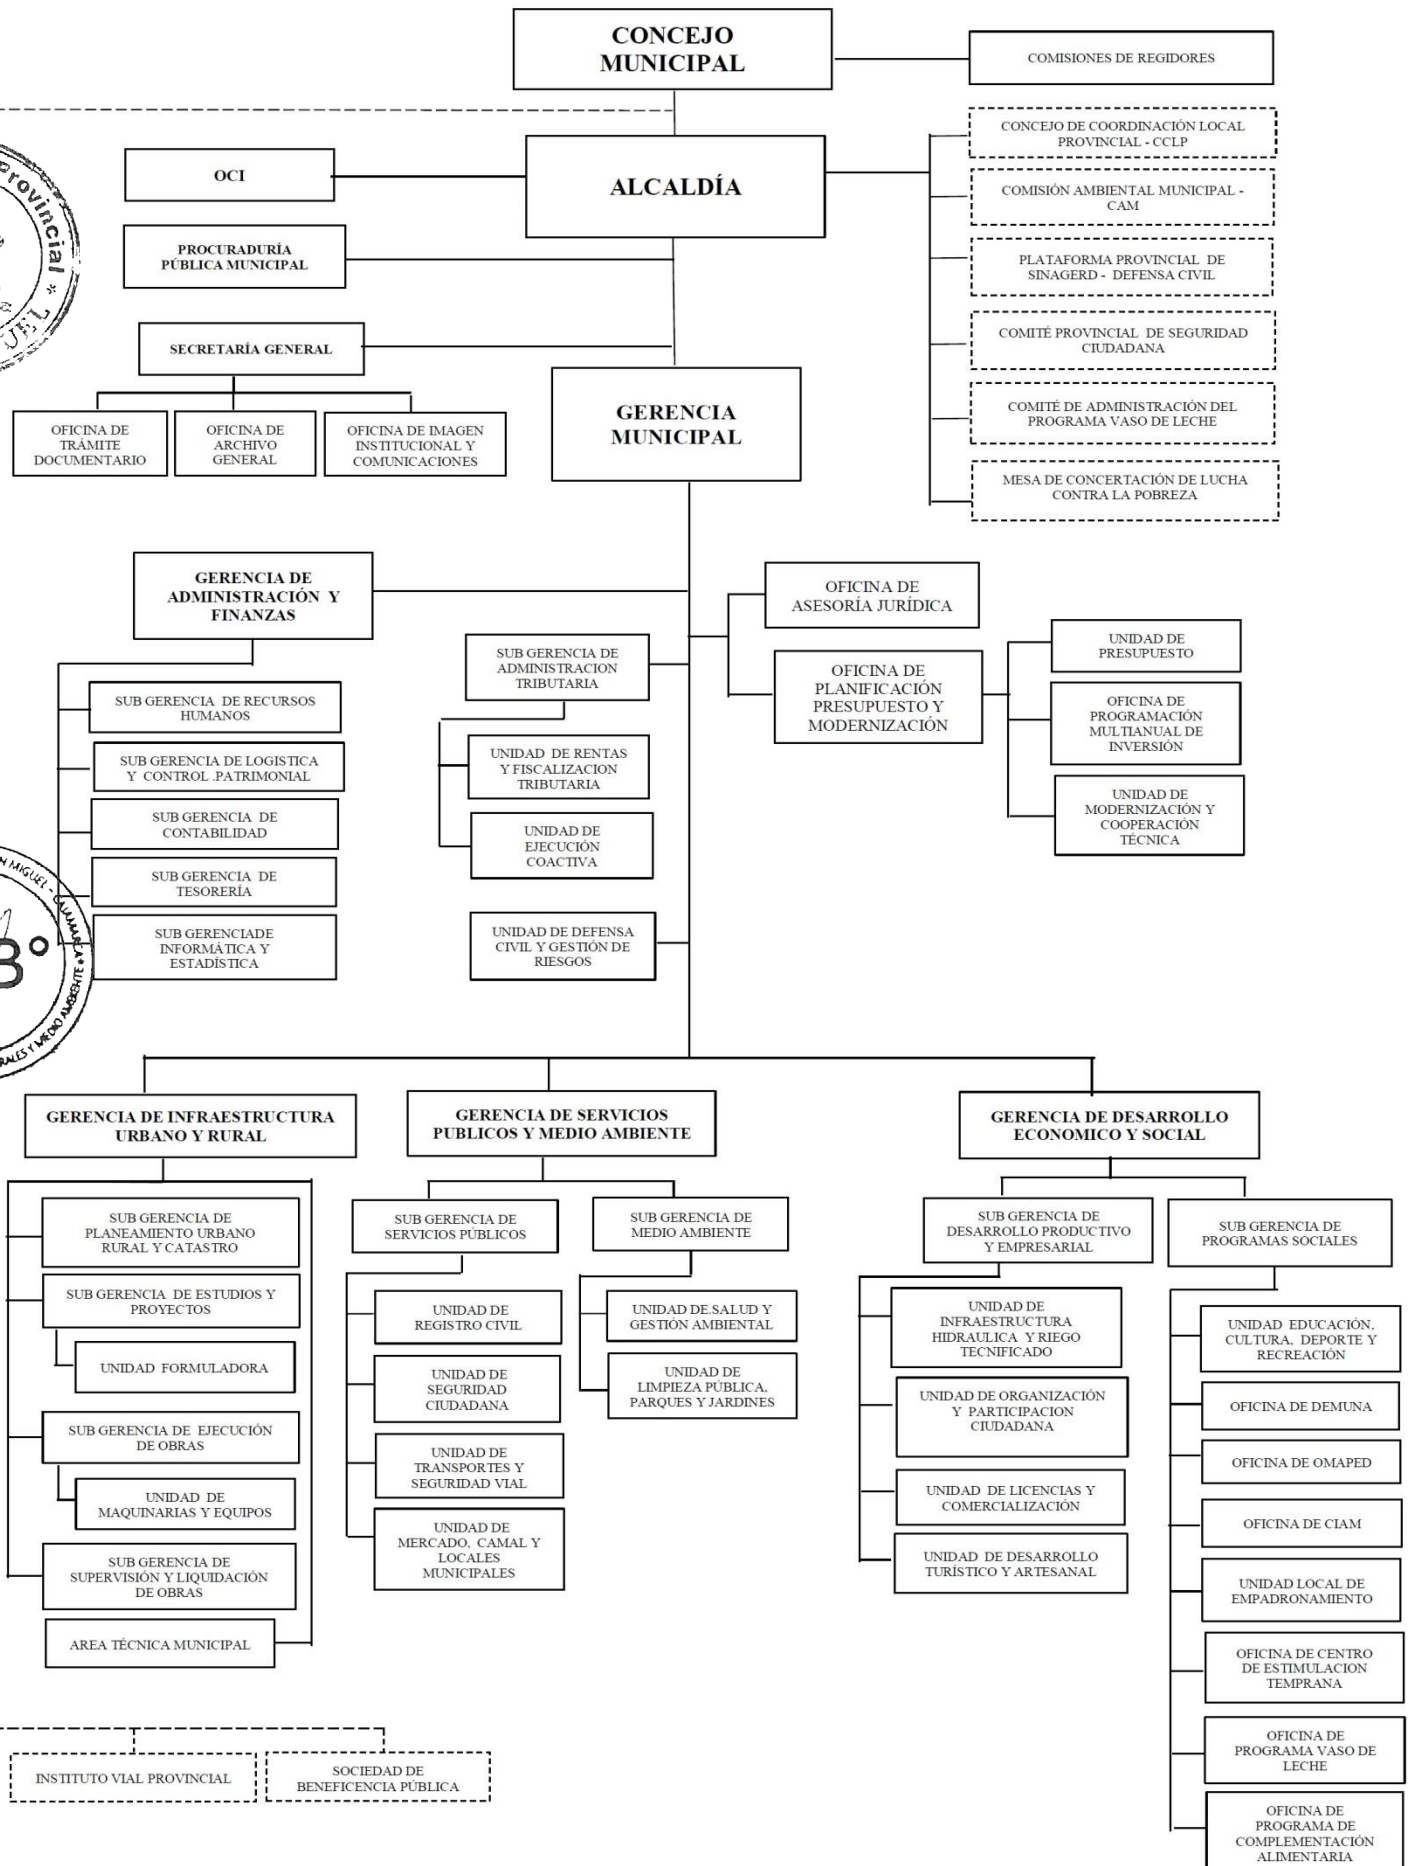 CONCEJO
MUNICIPAL
COMISIONES DE REGIDORES
CONCEJO DE COORDINACIÓN LOCAL
PROVINCIAL - CCLP
Provincial *
OCI
ALCALDÍA
COMISIÓN AMBIENTAL MUNICIPAL -
CAM
PROCURADURÍA
PÚBLICA MUNICIPAL
PLATAFORMA PROVINCIAL DE
SINAGERD - DEFENSA CIVIL
SECRETARÍA GENERAL
COMITÉ PROVINCIAL DE SEGURIDAD
CIUDADANA
GERENCIA
MUNICIPAL
COMITÉ DE ADMINISTRACIÓN DEL
PROGRAMA VASO DE LECHE
OFICINA DE
TRÁMITE
DOCUMENTARIO
OFICINA DE
ARCHIVO
GENERAL
OFICINA DE IMAGEN
INSTITUCIONAL Y
COMUNICACIONES
MESA DE CONCERTACIÓN DE LUCHA
CONTRA LA POBREZA
GERENCIA DE
ADMINISTRACIÓN Y
FINANZAS
OFICINA DE
ASESORÍA JURÍDICA
SUB GERENCIA DE
ADMINISTRACION
TRIBUTARIA
OFICINA DE
PLANIFICACIÓN
PRESUPUESTO Y
MODERNIZACIÓN
UNIDAD DE
PRESUPUESTO
SUB GERENCIA DE RECURSOS
HUMANOS
OFICINA DE
PROGRAMACIÓN
MULTIANUAL DE
INVERSIÓN
SUB GERENCIA DE LOGISTICA
Y CONTROL .PATRIMONIAL
UNIDAD DE RENTAS
Y FISCALIZACION
TRIBUTARIA
UNIDAD DE
MODERNIZACIÓN Y
COOPERACIÓN
TÉCNICA
SUB GERENCIA DE
CONTABILIDAD
UNIDAD DE
EJECUCIÓN
COACTIVA
SUB GERENCIA DE
TESORERÍA
SUB GERENCIADE
INFORMÁTICA Y
ESTADÍSTICA
UNIDAD DE DEFENSA
CIVIL Y GESTIÓN DE
RIESGOS
MIGUEL - CAJAMARCA *
B°
Y MEDIO AMBIENTE
GERENCIA DE INFRAESTRUCTURA
URBANO Y RURAL
GERENCIA DE SERVICIOS
PUBLICOS Y MEDIO AMBIENTE
GERENCIA DE DESARROLLO
ECONOMICO Y SOCIAL
SUB GERENCIA DE
PLANEAMIENTO URBANO
RURAL Y CATASTRO
SUB GERENCIA DE ESTUDIOS Y
PROYECTOS
UNIDAD FORMULADORA
SUB GERENCIA DE EJECUCIÓN
DE OBRAS
UNIDAD DE
MAQUINARIAS Y EQUIPOS
SUB GERENCIA DE
SUPERVISIÓN Y LIQUIDACIÓN
DE OBRAS
AREA TÉCNICA MUNICIPAL
SUB GERENCIA DE
SERVICIOS PÚBLICOS
UNIDAD DE
REGISTRO CIVIL
UNIDAD DE
SEGURIDAD
CIUDADANA
UNIDAD DE
TRANSPORTES Y
SEGURIDAD VIAL
UNIDAD DE
MERCADO, CAMAL Y
LOCALES
MUNICIPALES
SUB GERENCIA DE
MEDIO AMBIENTE
UNIDAD DE.SALUD Y
GESTIÓN AMBIENTAL
UNIDAD DE
LIMPIEZA PÚBLICA,
PARQUES Y JARDINES
SUB GERENCIA DE
DESARROLLO PRODUCTIVO
Y EMPRESARIAL
UNIDAD DE
INFRAESTRUCTURA
HIDRAULICA Y RIEGO
TECNIFICADO
UNIDAD DE ORGANIZACIÓN
Y PARTICIPACION
CIUDADANA
UNIDAD DE LICENCIAS Y
COMERCIALIZACIÓN
UNIDAD DE DESARROLLO
TURÍSTICO Y ARTESANAL
SUB GERENCIA DE
PROGRAMAS SOCIALES
UNIDAD EDUCACIÓN,
CULTURA, DEPORTE Y
RECREACIÓN
OFICINA DE DEMUNA
OFICINA DE OMAPED
OFICINA DE CIAM
UNIDAD LOCAL DE
EMPADRONAMIENTO
OFICINA DE CENTRO
DE ESTIMULACION
TEMPRANA
OFICINA DE
PROGRAMA VASO DE
LECHE
OFICINA DE
PROGRAMA DE
COMPLEMENTACIÓN
ALIMENTARIA
INSTITUTO VIAL PROVINCIAL
SOCIEDAD DE
BENEFICENCIA PÚBLICA